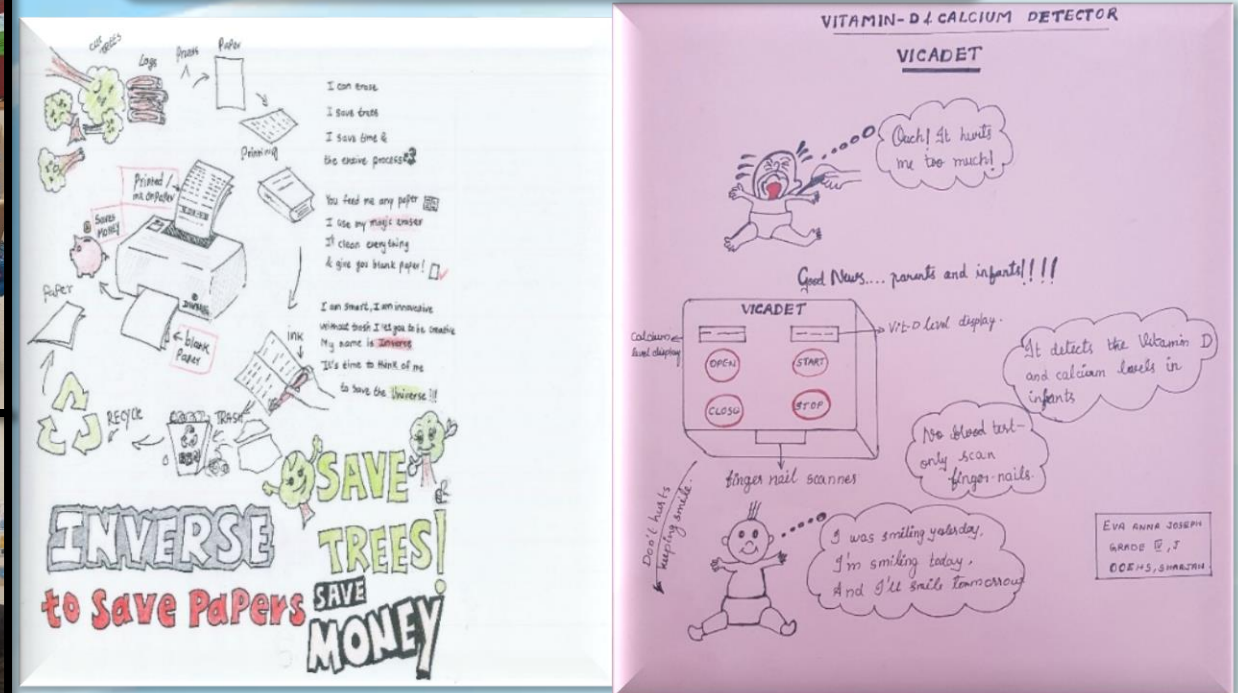 CUT TREES
Logs
Paper
Printing
Printed /
ink on Paper
SAVES
MONEY
Paper
blank
Paper
ink
RECYCLE
TRASH
I can erase
I save trees
I save time &
the entire process
You feed me any paper
I use my magic eraser
It clean everything
& give you blank paper!
I am smart, I am innovative
without trash I let you to be creative
My name is Inverse
It's time to think of me
to save the Universe !!!
SAVE
TREES!
INVERSE
to Save PaPers
SAVE
MONEY
VITAMIN-D & CALCIUM DETECTOR
VICADET
Ouch! It hurts
me too much!
Good News.... parents and infants!!!!
VICADET
Calcium
level display
Vit-D level display.
OPEN
START
CLOSE
STOP
finger nail scanner
It detects the Vitamin D
and calcium levels in
infants
No blood test-
only scan
finger-nails.
Don't hurts
keeping smile.
I was smiling yesterday,
I'm smiling today,
And I'll smile tomorrow
EVA ANNA JOSEPH
GRADE IV, J
OOEHS, SHARJAH